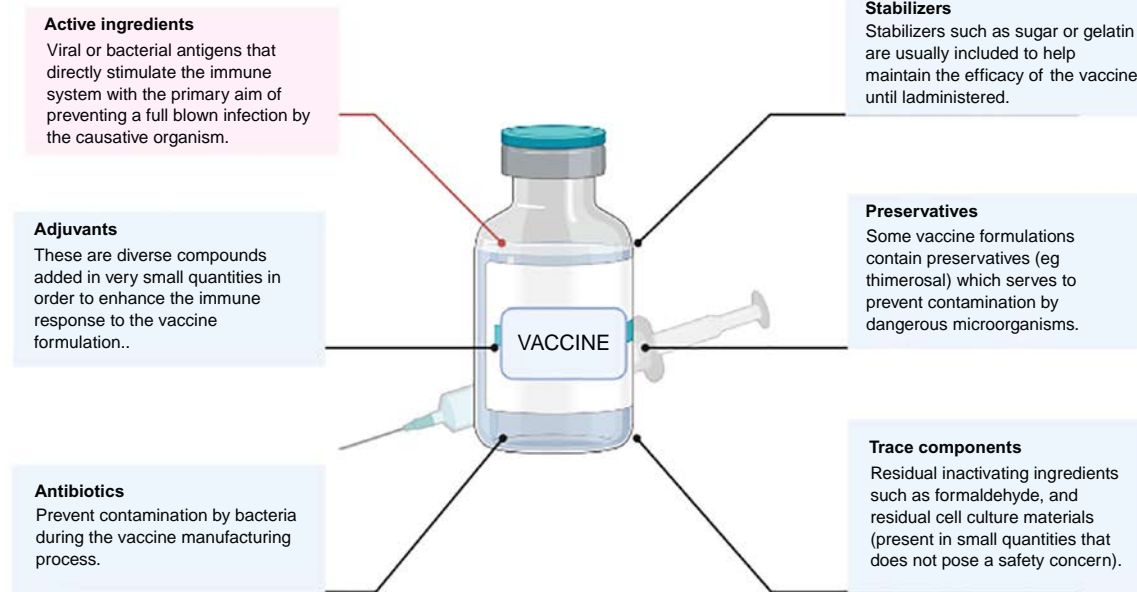 Active ingredients
Viral or bacterial antigens that
directly stimulate the immune
system with the primary aim of
preventing a full blown infection by
the causative organism.
Adjuvants
These are diverse compounds
added in very small quantities in
order to enhance the immune
response to the vaccine
formulation..
Antibiotics
Prevent contamination by bacteria
during the vaccine manufacturing
process.
VACCINE
Stabilizers
Stabilizers such as sugar or gelatin
are usually included to help
maintain the efficacy of the vaccine
until ladministered.
Preservatives
Some vaccine formulations
contain preservatives (eg
thimerosal) which serves to
prevent contamination by
dangerous microorganisms.
Trace components
Residual inactivating ingredients
such as formaldehyde, and
residual cell culture materials
(present in small quantities that
does not pose a safety concern).